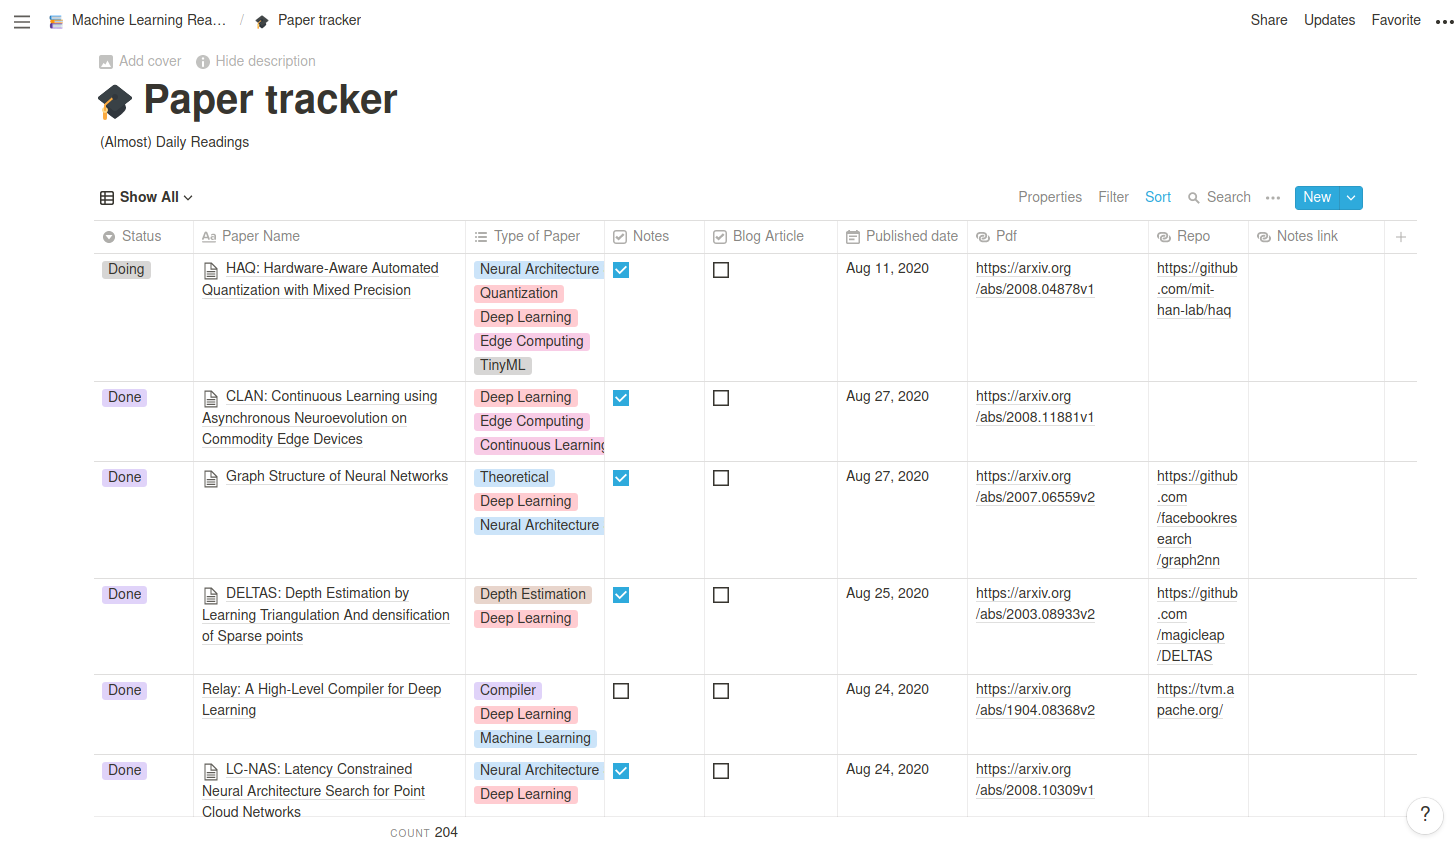 Machine Learning Rea… / Paper tracker
Share Updates Favorite
Add cover Hide description
Paper tracker
(Almost) Daily Readings
Show All
Properties Filter Sort Search New
Status Aa Paper Name Type of Paper Notes Blog Article Published date Pdf Repo Notes link
Doing
HAQ: Hardware-Aware Automated
Quantization with Mixed Precision
Neural Architecture
Quantization
Deep Learning
Edge Computing
TinyML
Aug 11, 2020
https://arxiv.org
/abs/2008.04878v1
https://github
.com/mit-
han-lab/haq
Done
CLAN: Continuous Learning using
Asynchronous Neuroevolution on
Commodity Edge Devices
Deep Learning
Edge Computing
Continuous Learning
Aug 27, 2020
https://arxiv.org
/abs/2008.11881v1
Done
Graph Structure of Neural Networks
Theoretical
Deep Learning
Neural Architecture
Aug 27, 2020
https://arxiv.org
/abs/2007.06559v2
https://github
.com
/facebookres
earch
/graph2nn
Done
DELTAS: Depth Estimation by
Learning Triangulation And densification
of Sparse points
Depth Estimation
Deep Learning
Aug 25, 2020
https://arxiv.org
/abs/2003.08933v2
https://github
.com
/magicleap
/DELTAS
Done
Relay: A High-Level Compiler for Deep
Learning
Compiler
Deep Learning
Machine Learning
Aug 24, 2020
https://arxiv.org
/abs/1904.08368v2
https://tvm.a
pache.org/
Done
LC-NAS: Latency Constrained
Neural Architecture Search for Point
Cloud Networks
Neural Architecture
Deep Learning
Aug 24, 2020
https://arxiv.org
/abs/2008.10309v1
COUNT 204
?